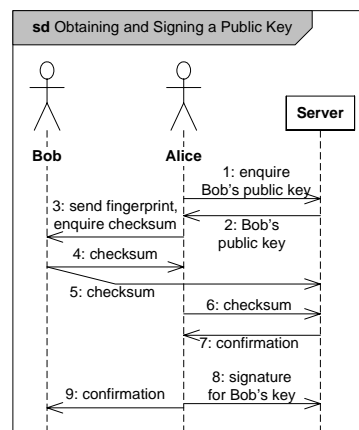 sd Obtaining and Signing a Public Key
Bob
Alice
Server
1: enquire
Bob's public key
2: Bob's
public key
3: send fingerprint,
enquire checksum
4: checksum
5: checksum
6: checksum
7: confirmation
8: signature
for Bob's key
9: confirmation